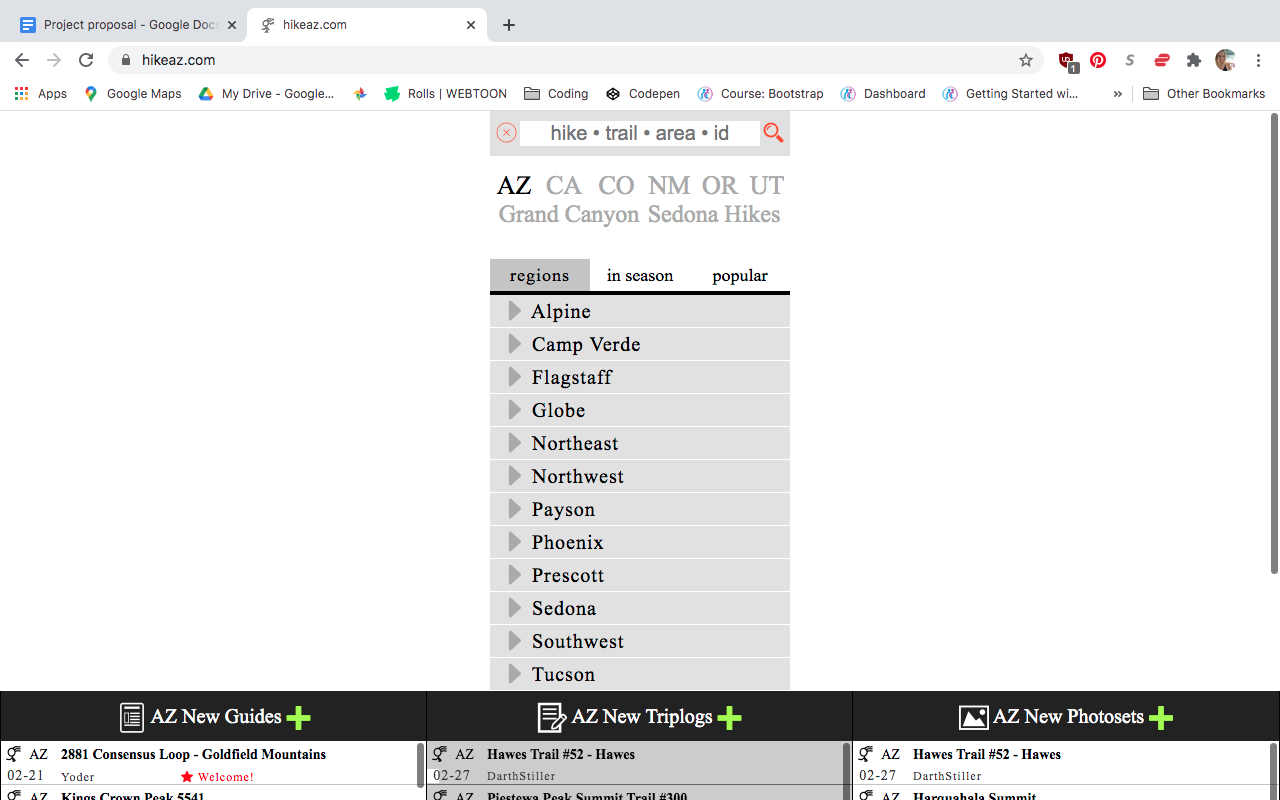 Project proposal - Google Docs
hikeaz.com
hikeaz.com
1
Apps
Google Maps
My Drive - Google...
Rolls | WEBTOON
Coding
Codepen
Course: Bootstrap
Dashboard
Getting Started wi...
»
Other Bookmarks
hike • trail • area • id
AZ CA CO NM OR UT
Grand Canyon Sedona Hikes
regions in season popular
Alpine
Camp Verde
Flagstaff
Globe
Northeast
Northwest
Payson
Phoenix
Prescott
Sedona
Southwest
Tucson
AZ New Guides
AZ 2881 Consensus Loop - Goldfield Mountains
02-21 Yoder Welcome!
AZ Kings Crown Peak 5541
AZ New Triplogs
AZ Hawes Trail #52 - Hawes
02-27 DarthStiller
AZ Piestewa Peak Summit Trail #300
AZ New Photosets
AZ Hawes Trail #52 - Hawes
02-27 DarthStiller
AZ Harquahala Summit